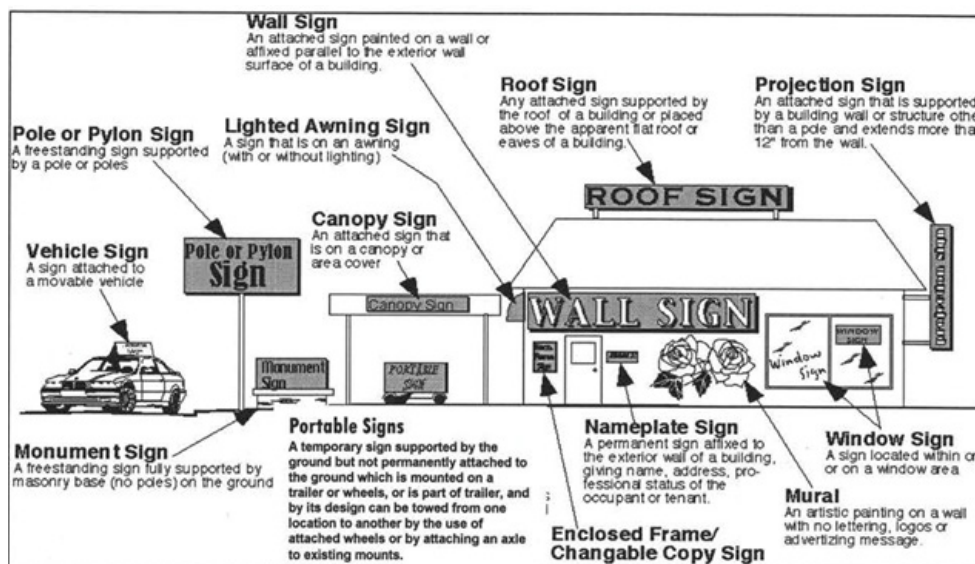 Wall Sign
An attached sign painted on a wall or
affixed parallel to the exterior wall
surface of a building.
Roof Sign
Any attached sign supported by
the roof of a building or placed
above the apparent flat roof or
eaves of a building.
Projection Sign
An attached sign that is supported
by a building wall or structure othe
than a pole and extends more tha
12" from the wall.
Pole or Pylon Sign
A freestanding sign supported
by a pole or poles
Lighted Awning Sign
A sign that is on an awning
(with or without lighting)
Canopy Sign
An attached sign that
is on a canopy or
area cover
Vehicle Sign
A sign attached to
a movable vehicle
Pole or Pylon
Sign
ROOF SIGN
Canopy Sign
WALL SIGN
Monument
Sign
PORTABLE
SIGN
Window
Sign
WINDOW
SIGN
Monument Sign
A freestanding sign fully supported by
masonry base (no poles) on the ground
Portable Signs
A temporary sign supported by the
ground but not permanently attached to
the ground which is mounted on a
trailer or wheels, or is part of trailer, and
by its design can be towed from one
location to another by the use of
attached wheels or by attaching an axle
to existing mounts.
Nameplate Sign
A permanent sign affixed to
the exterior wall of a building,
giving name, address, pro-
fessional status of the
occupant or tenant.
Enclosed Frame/
Changable Copy Sign
Window Sign
A sign located within or
or on a window area
Mural
An artistic painting on a wall
with no lettering, logos or
advertizing message.